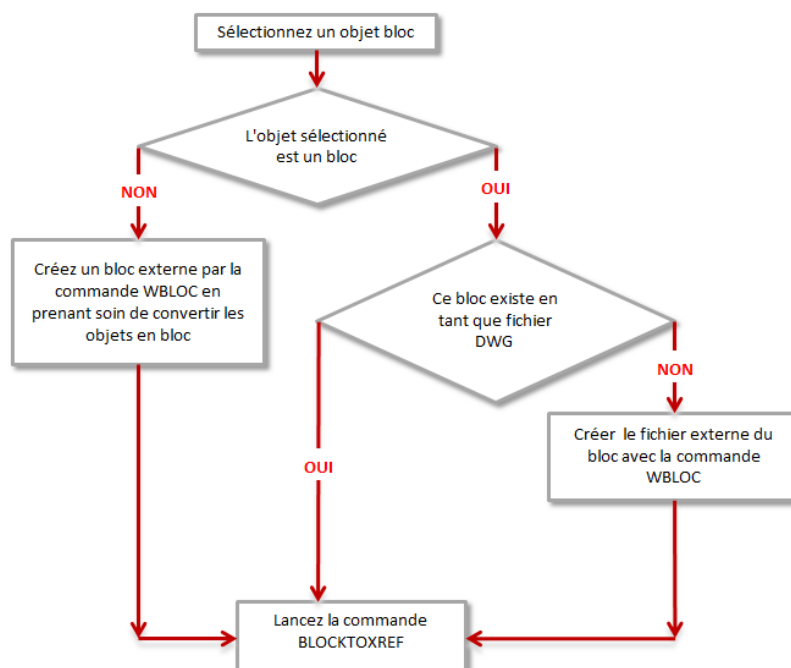 Sélectionnez un objet bloc
L'objet sélectionné
est un bloc
NON
OUI
Créez un bloc externe par la
commande WBLOC en
prenant soin de convertir les
objets en bloc
Ce bloc existe en
tant que fichier
DWG
NON
Créer le fichier externe du
bloc avec la commande
WBLOC
OUI
Lancez la commande
BLOCKTOXREF